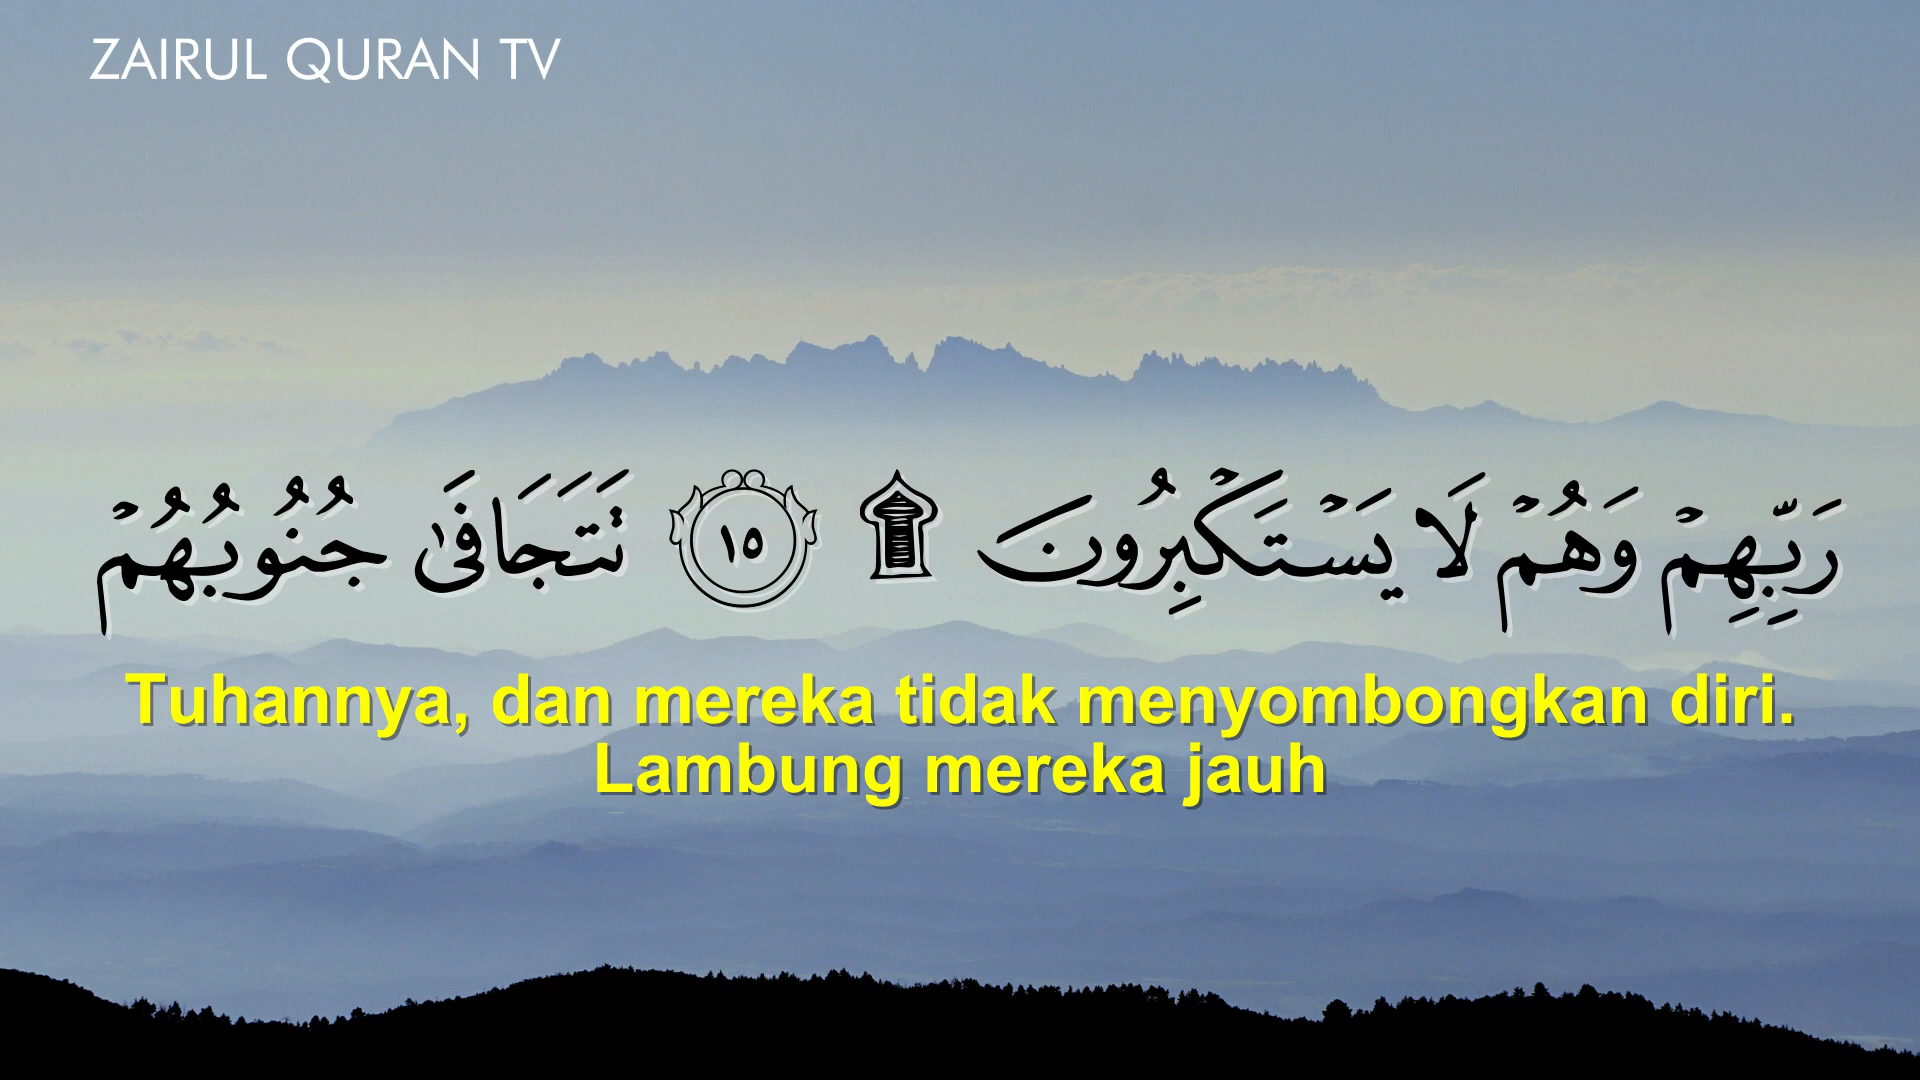 ZAIRUL QURAN TV
رَبِّهِمْ وَهُمْ لَا يَسْتَكْبِرُونَ ۩ ۝١٥ تَتَجَافَىٰ جُنُوبُهُمْ
Tuhannya, dan mereka tidak menyombongkan diri.
Lambung mereka jauh